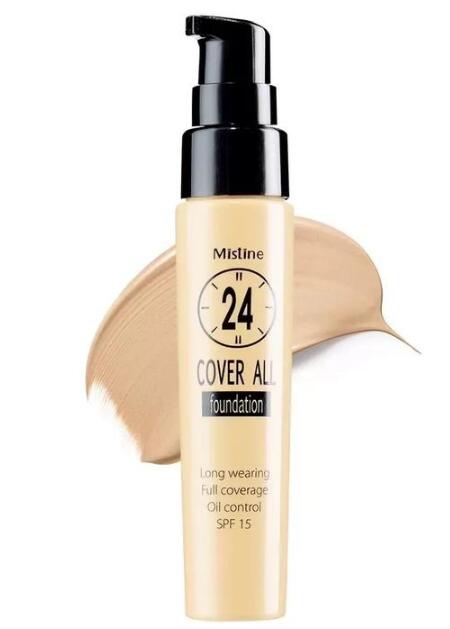 Mistine
24
COVER ALL
foundation
Long wearing
Full coverage
Oil control
SPF 15